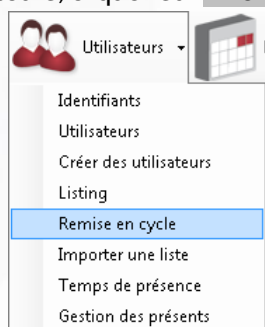 Utilisateurs
Identifiants
Utilisateurs
Créer des utilisateurs
Listing
Remise en cycle
Importer une liste
Temps de présence
Gestion des présents